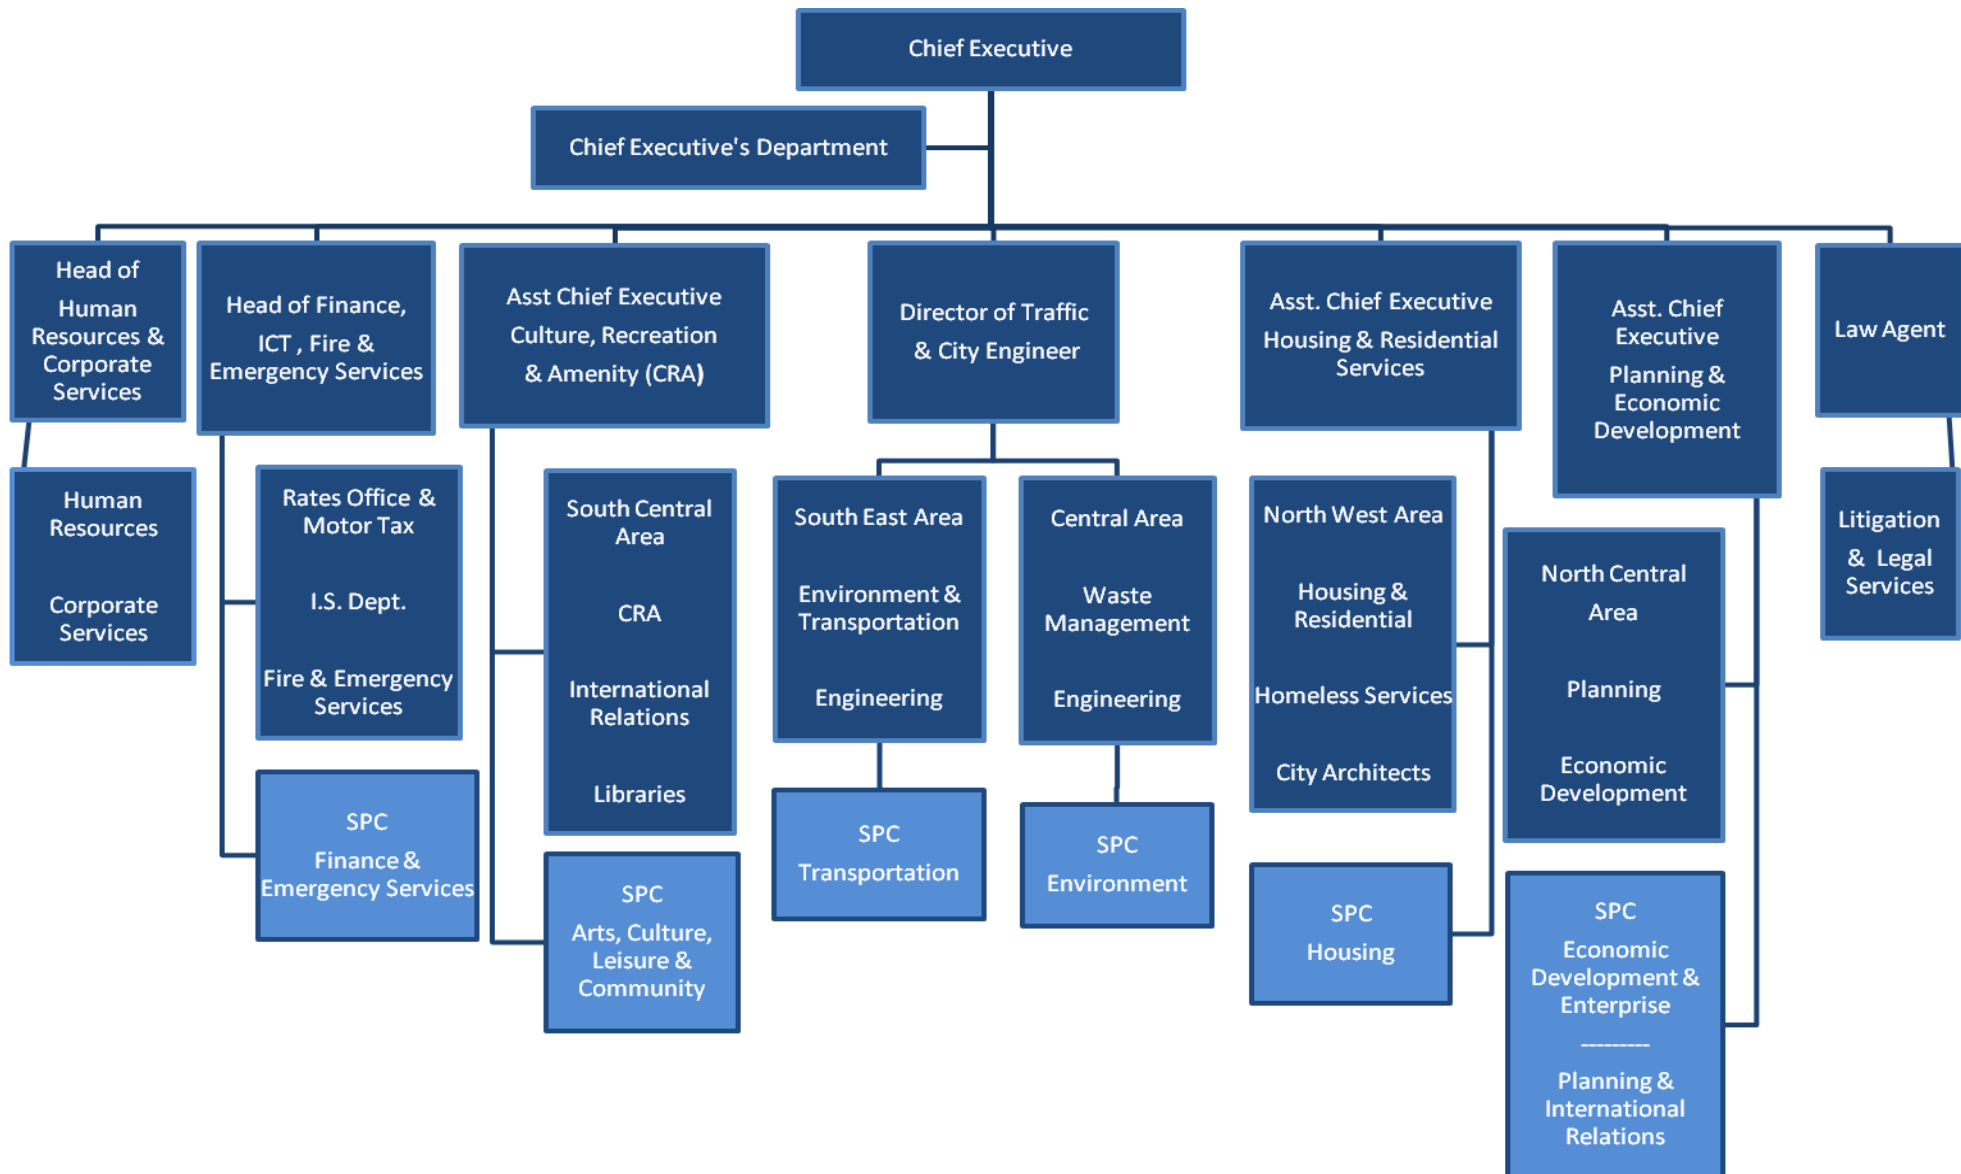 Chief Executive
Chief Executive's Department
Head of
Human
Resources &
Corporate
Services
Head of Finance,
ICT , Fire &
Emergency Services
Asst Chief Executive
Culture, Recreation
& Amenity (CRA)
Director of Traffic
& City Engineer
Asst. Chief Executive
Housing & Residential
Services
Asst. Chief
Executive
Planning &
Economic
Development
Law Agent
Human
Resources
Corporate
Services
Rates Office &
Motor Tax
I.S. Dept.
Fire & Emergency
Services
South Central
Area
CRA
International
Relations
Libraries
South East Area
Environment &
Transportation
Engineering
Central Area
Waste
Management
Engineering
North West Area
Housing &
Residential
Homeless Services
City Architects
North Central
Area
Planning
Economic
Development
Litigation
& Legal
Services
SPC
Finance &
Emergency Services
SPC
Arts, Culture,
Leisure &
Community
SPC
Transportation
SPC
Environment
SPC
Housing
SPC
Economic
Development &
Enterprise
---------
Planning &
International
Relations